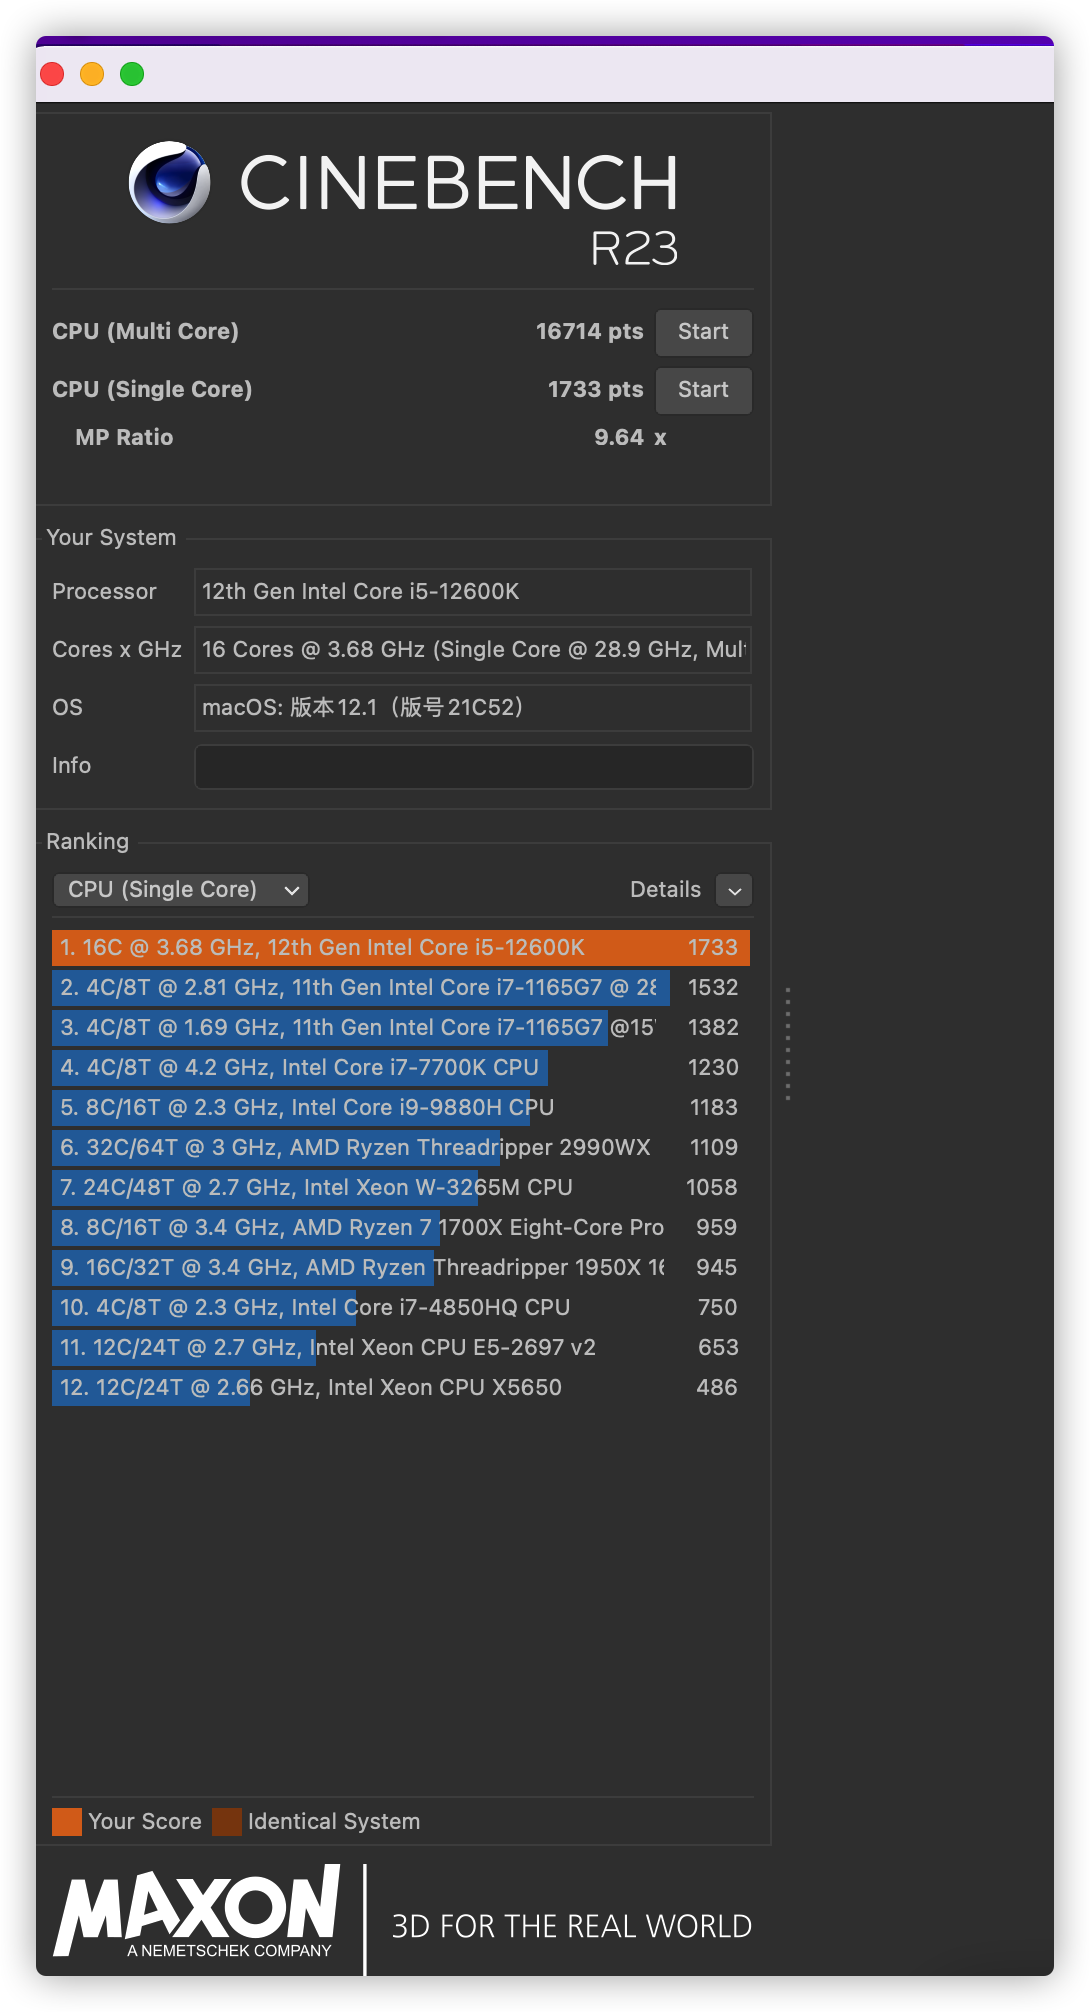 CINEBENCH
R23
CPU (Multi Core) 16714 pts Start
CPU (Single Core) 1733 pts Start
MP Ratio 9.64 x
Your System
Processor 12th Gen Intel Core i5-12600K
Cores x GHz 16 Cores @ 3.68 GHz (Single Core @ 28.9 GHz, Mul
OS macOS: 版本12.1（版号21C52）
Info
Ranking
CPU (Single Core) Details
1. 16C @ 3.68 GHz, 12th Gen Intel Core i5-12600K 1733
2. 4C/8T @ 2.81 GHz, 11th Gen Intel Core i7-1165G7 @ 28 1532
3. 4C/8T @ 1.69 GHz, 11th Gen Intel Core i7-1165G7 @15 1382
4. 4C/8T @ 4.2 GHz, Intel Core i7-7700K CPU 1230
5. 8C/16T @ 2.3 GHz, Intel Core i9-9880H CPU 1183
6. 32C/64T @ 3 GHz, AMD Ryzen Threadripper 2990WX 1109
7. 24C/48T @ 2.7 GHz, Intel Xeon W-3265M CPU 1058
8. 8C/16T @ 3.4 GHz, AMD Ryzen 7 1700X Eight-Core Pro 959
9. 16C/32T @ 3.4 GHz, AMD Ryzen Threadripper 1950X 16 945
10. 4C/8T @ 2.3 GHz, Intel Core i7-4850HQ CPU 750
11. 12C/24T @ 2.7 GHz, Intel Xeon CPU E5-2697 v2 653
12. 12C/24T @ 2.66 GHz, Intel Xeon CPU X5650 486
Your Score Identical System
MAXON
A NEMETSCHEK COMPANY
3D FOR THE REAL WORLD